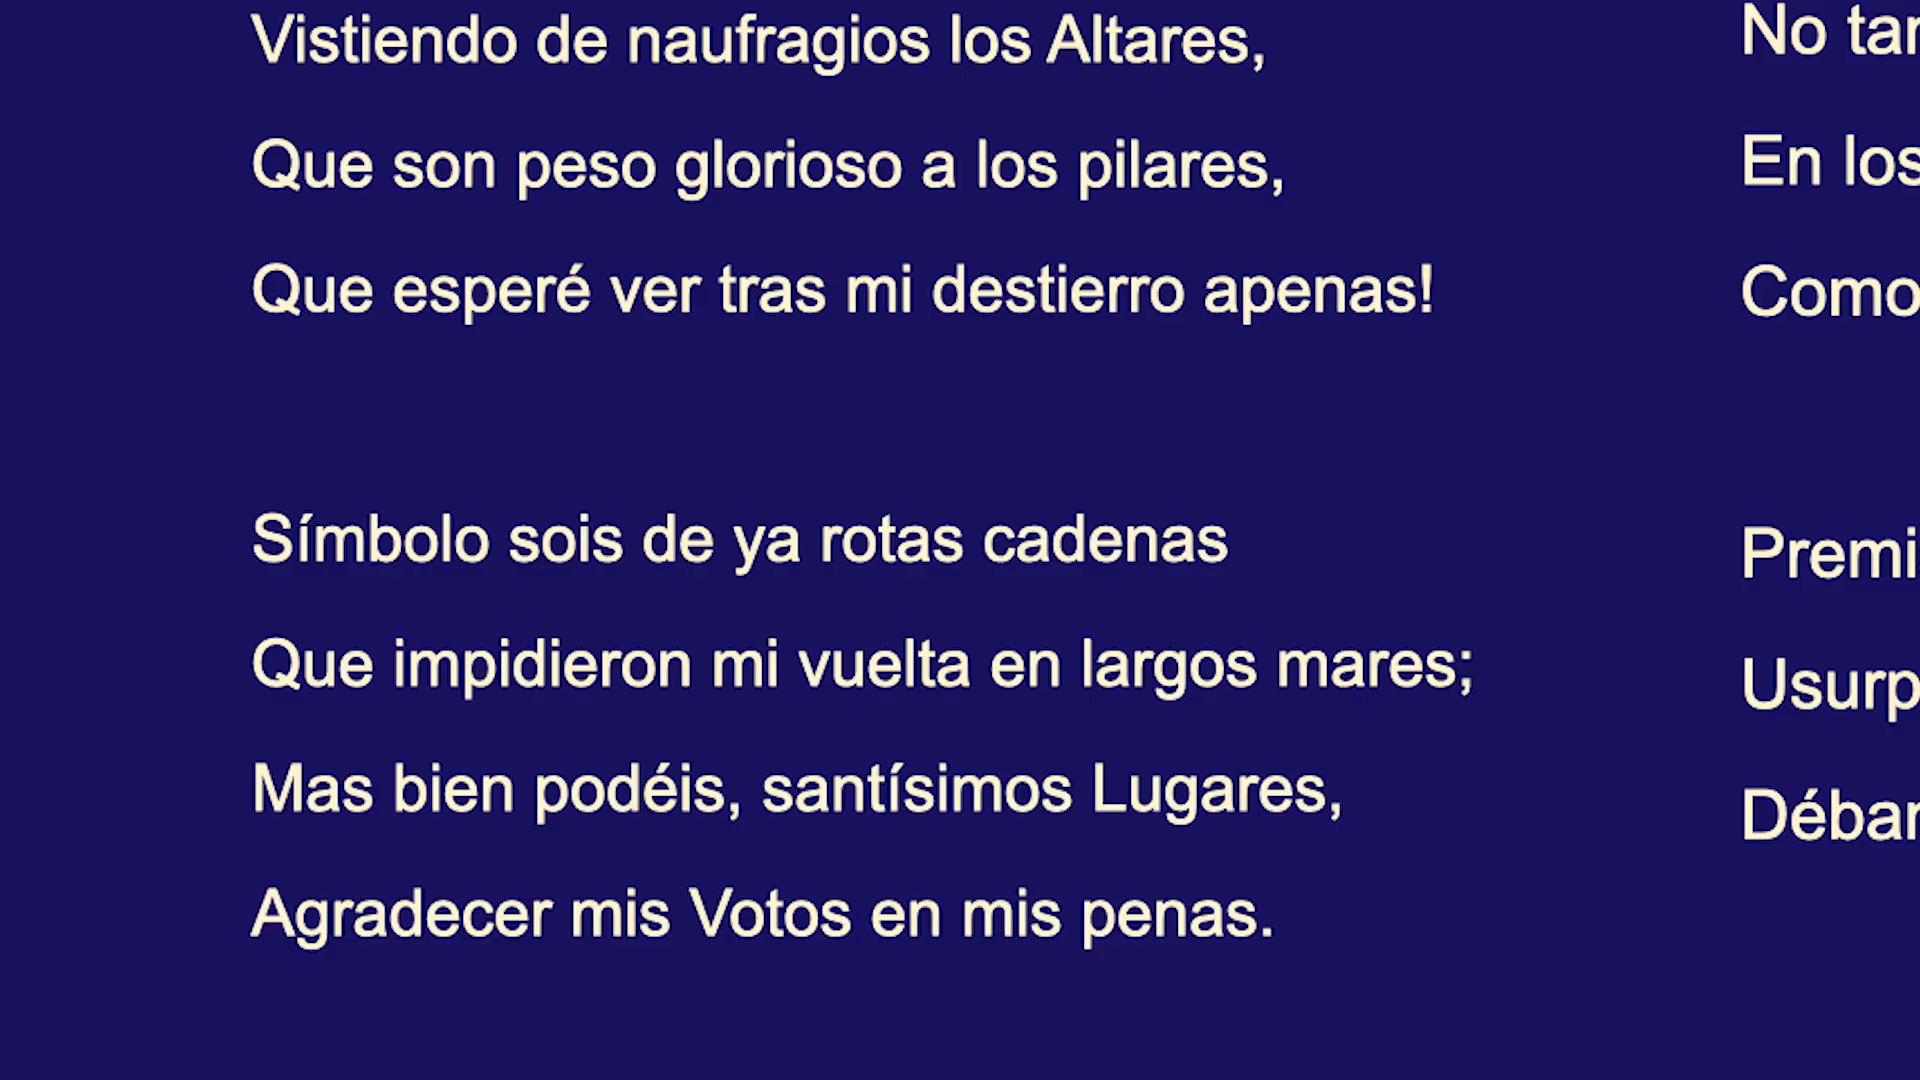 Vistiendo de naufragios los Altares,
Que son peso glorioso a los pilares,
Que esperé ver tras mi destierro apenas!
Símbolo sois de ya rotas cadenas
Que impidieron mi vuelta en largos mares;
Mas bien podéis, santísimos Lugares,
Agradecer mis Votos en mis penas.
No
En los
Como